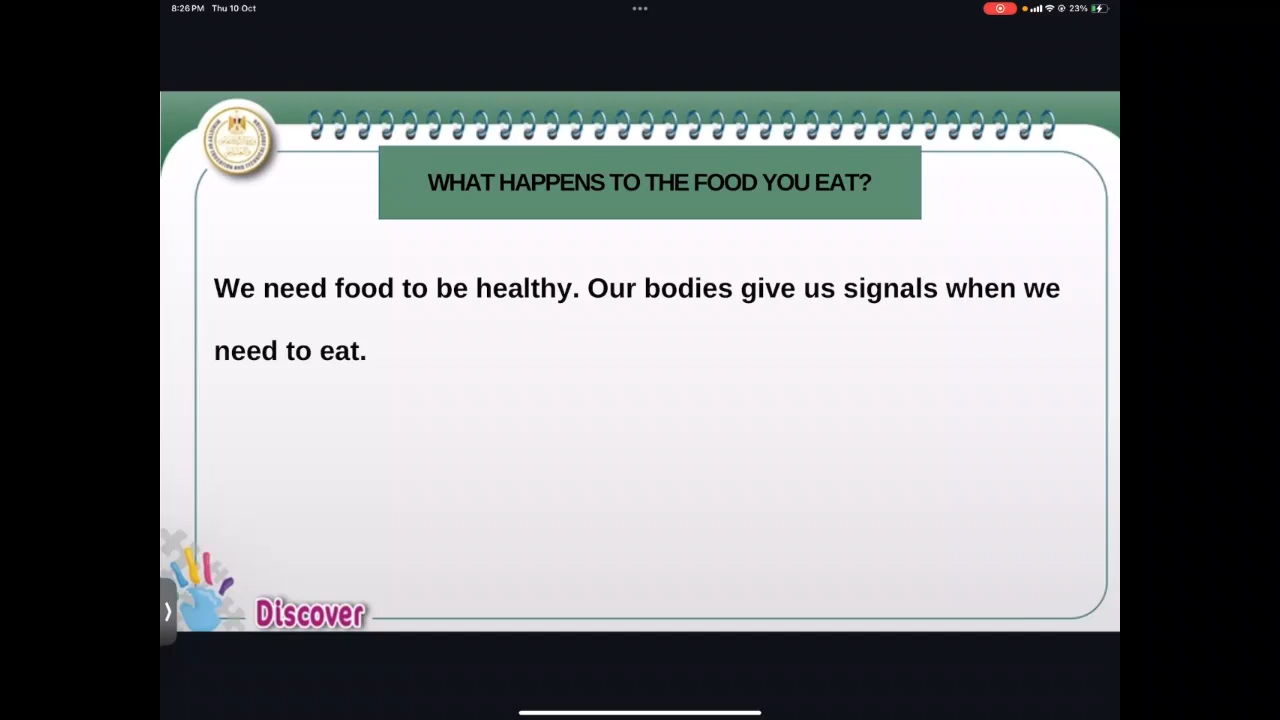 8:26 PM Thu 10 Oct
23%
WHAT HAPPENS TO THE FOOD YOU EAT?
We need food to be healthy. Our bodies give us signals when we
need to eat.
Discover